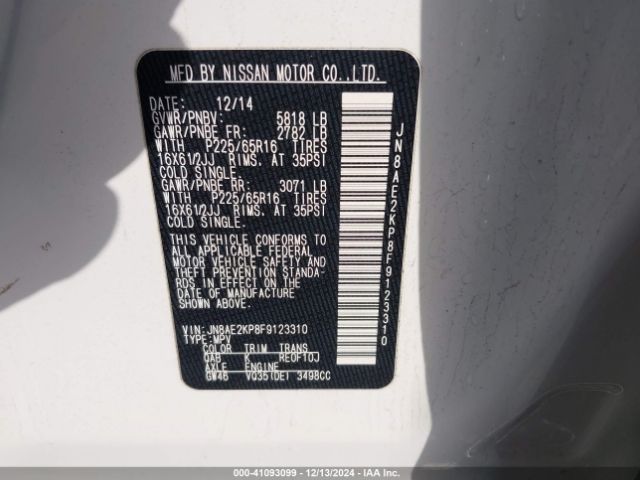 MFD BY NISSAN MOTOR CO.,LTD.
DATE: 12/14
GVWR/PNBV: 5818 LB
GAWR/PNBE FR: 2782 LB
WITH P225/65R16 TIRES
16X61/2JJ RIMS. AT 35PSI
COLD SINGLE.
GAWR/PNBE RR: 3071 LB
WITH P225/65R16 TIRES
16X61/2JJ RIMS. AT 35PSI
COLD SINGLE.
THIS VEHICLE CONFORMS TO
ALL APPLICABLE FEDERAL
MOTOR VEHICLE SAFETY AND
THEFT PREVENTION STANDA-
RDS IN EFFECT ON THE
DATE OF MANUFACTURE
SHOWN ABOVE.
VIN: JN8AE2KP8F9123310
TYPE: MPV
COLOR TRIM TRANS
QAB K RE0F10J
AXLE ENGINE
GW46 VQ35(DE) 3498CC
JN8AE2KP8F9123310
000-41093099 • 12/13/2024 • IAA Inc.